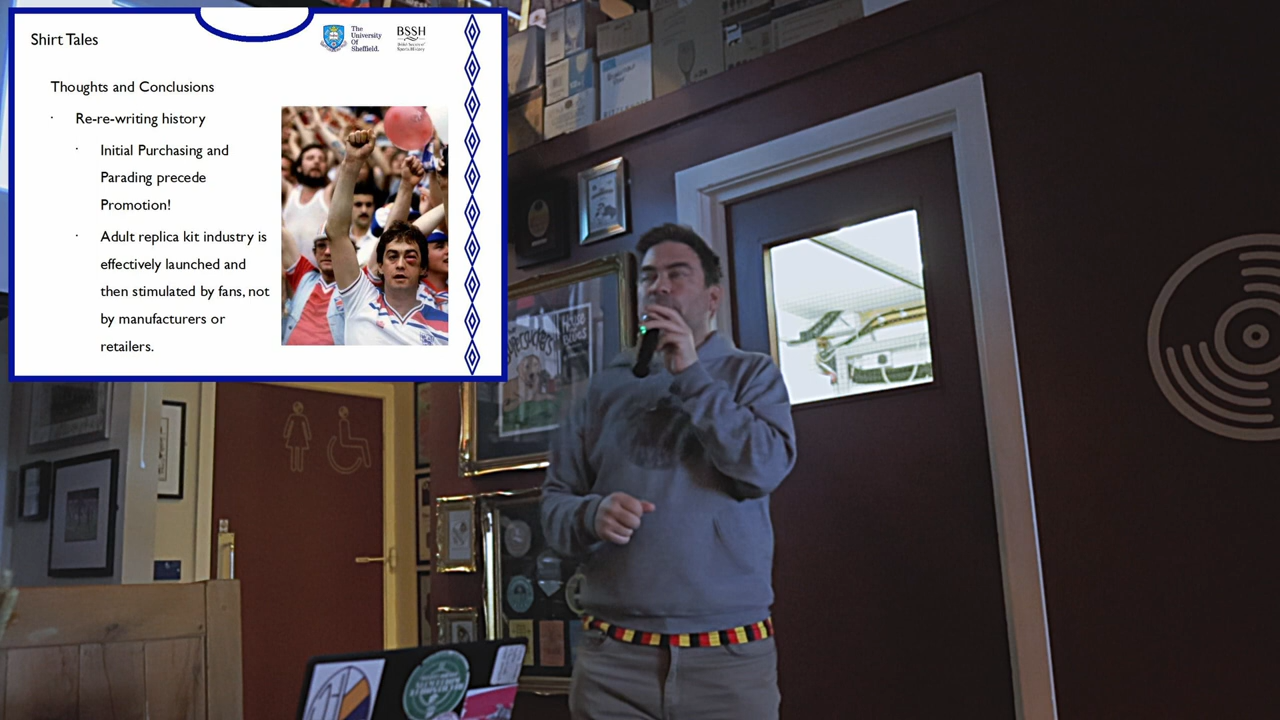 Shirt Tales
The
University
Of
Sheffield.
BSSH
Thoughts and Conclusions
· Re-re-writing history
· Initial Purchasing and
Parading precede
Promotion!
· Adult replica kit industry is
effectively launched and
then stimulated by fans, not
by manufacturers or
retailers.